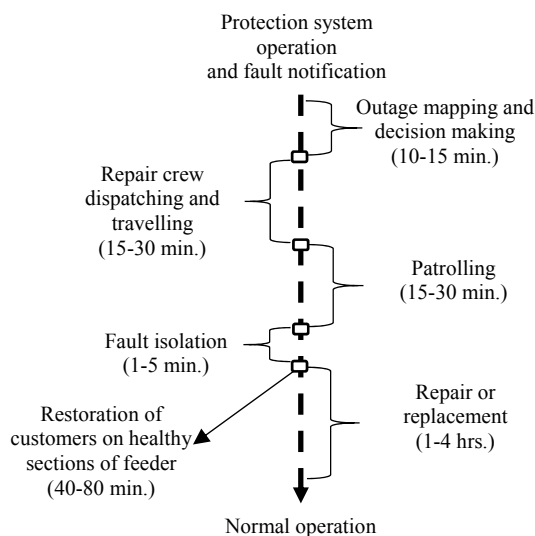 Protection system
operation
and fault notification
Outage mapping and
decision making
(10-15 min.)
Repair crew
dispatching and
travelling
(15-30 min.)
Patrolling
(15-30 min.)
Fault isolation
(1-5 min.)
Repair or
replacement
(1-4 hrs.)
Restoration of
customers on healthy
sections of feeder
(40-80 min.)
Normal operation